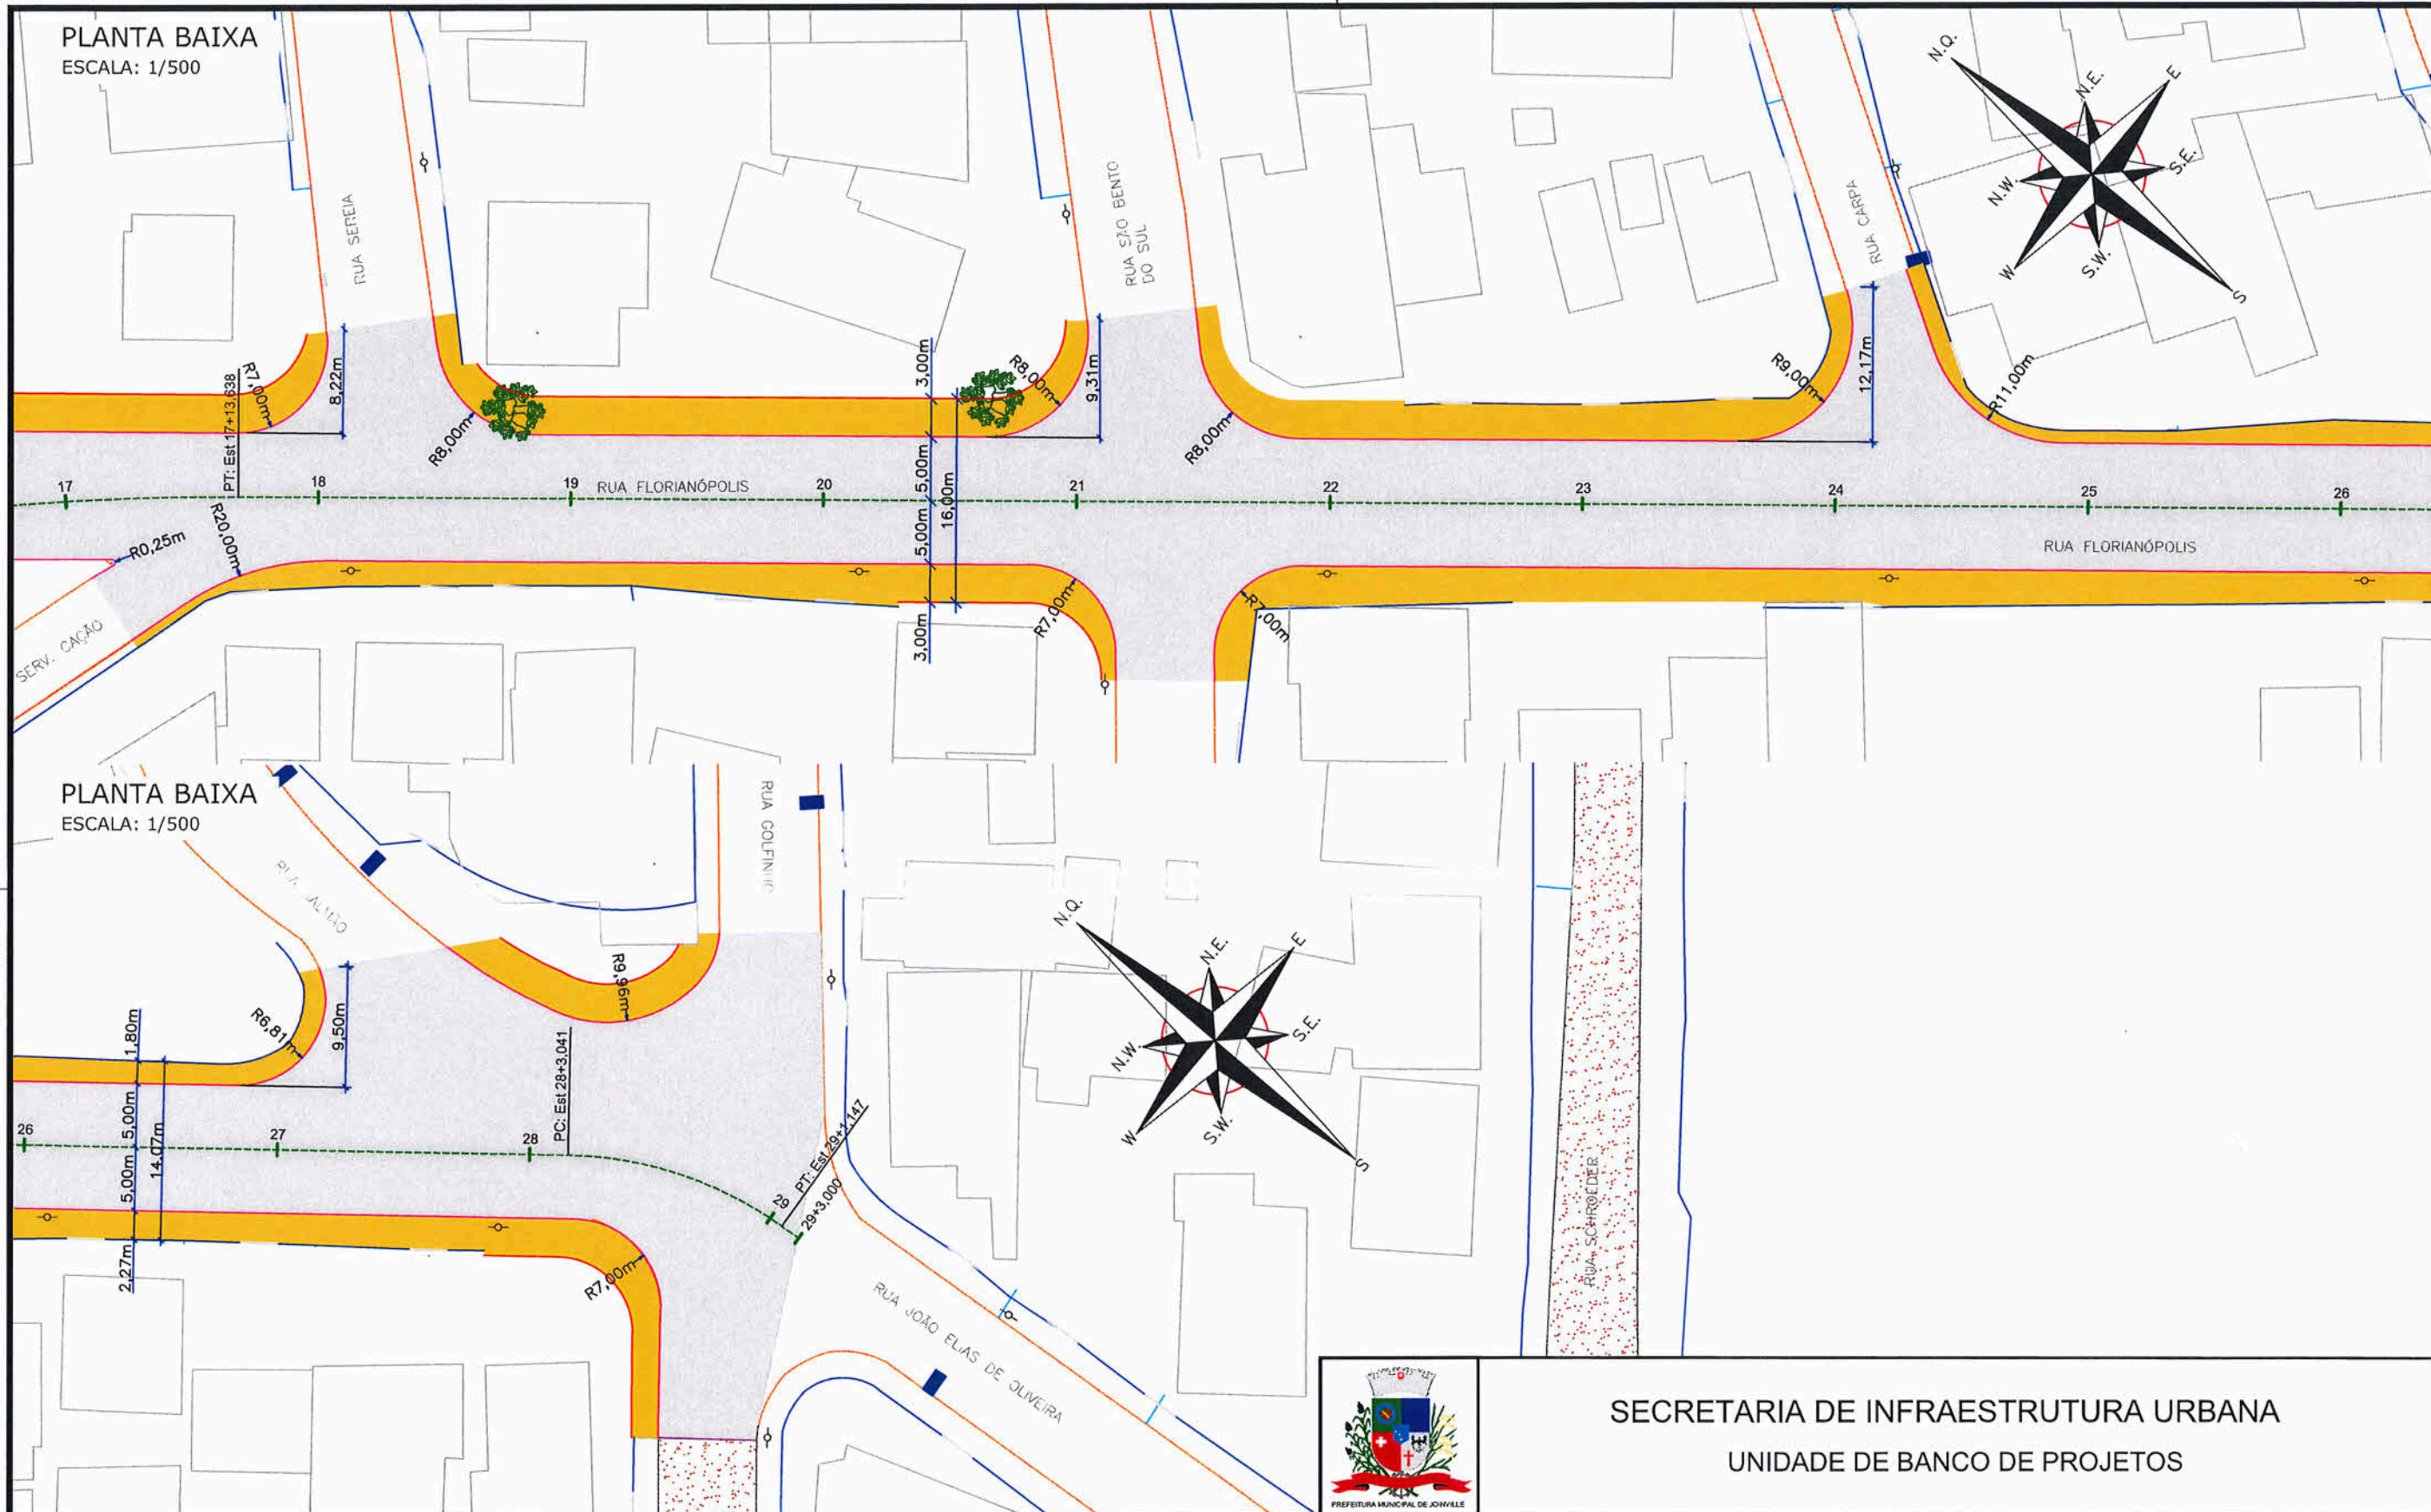 PLANTA BAIXA
ESCALA: 1/500
RUA SEREIA
RUA SÃO BENTO
DO SUL
RUA CARPA
N.Q.
N.E.
E
S.E.
S
S.W.
W
N.W.
PT: Est 17+13,638
R7,00m
8,22m
R8,00m
3,00m
R8,00m
9,31m
R8,00m
R9,00m
12,17m
R11,00m
17
18
19
RUA FLORIANÓPOLIS
20
5,00m
16,00m
21
22
23
24
25
26
R0,25m
R20,00m
5,00m
RUA FLORIANÓPOLIS
SERV. CAÇÃO
3,00m
R7,00m
R7,00m
PLANTA BAIXA
ESCALA: 1/500
RUA
RUA GOLFINHO
N.Q.
N.E.
E
S.E.
S
S.W.
W
N.W.
R9,96m
R6,81m
9,50m
1,80m
5,00m
14,07m
5,00m
2,27m
26
27
28
PC: Est 28+3,041
29
PT: Est 29+1,147
29+3,000
R7,00m
RUA JOÃO ELIAS DE OLIVEIRA
RUA SCHROEDER
PREFEITURA MUNICIPAL DE JOINVILLE
SECRETARIA DE INFRAESTRUTURA URBANA
UNIDADE DE BANCO DE PROJETOS